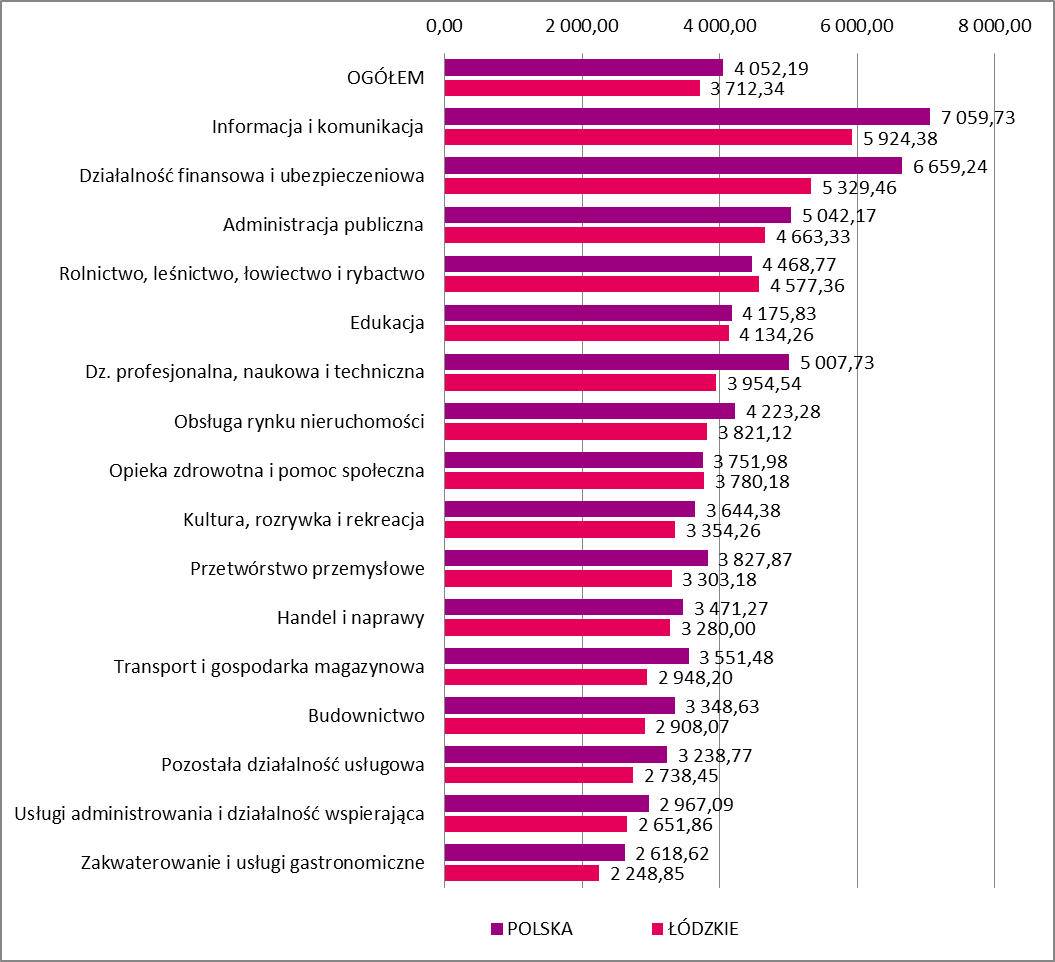 0,00 2 000,00 4 000,00 6 000,00 8 000,00
OGÓŁEM 4 052,19
3 712,34
Informacja i komunikacja 7 059,73
5 924,38
Działalność finansowa i ubezpieczeniowa 6 659,24
5 329,46
Administracja publiczna 5 042,17
4 663,33
Rolnictwo, leśnictwo, łowiectwo i rybactwo 4 468,77
4 577,36
Edukacja 4 175,83
4 134,26
Dz. profesjonalna, naukowa i techniczna 5 007,73
3 954,54
Obsługa rynku nieruchomości 4 223,28
3 821,12
Opieka zdrowotna i pomoc społeczna 3 751,98
3 780,18
Kultura, rozrywka i rekreacja 3 644,38
3 354,26
Przetwórstwo przemysłowe 3 827,87
3 303,18
Handel i naprawy 3 471,27
3 280,00
Transport i gospodarka magazynowa 3 551,48
2 948,20
Budownictwo 3 348,63
2 908,07
Pozostała działalność usługowa 3 238,77
2 738,45
Usługi administrowania i działalność wspierająca 2 967,09
2 651,86
Zakwaterowanie i usługi gastronomiczne 2 618,62
2 248,85
POLSKA ŁÓDZKIE